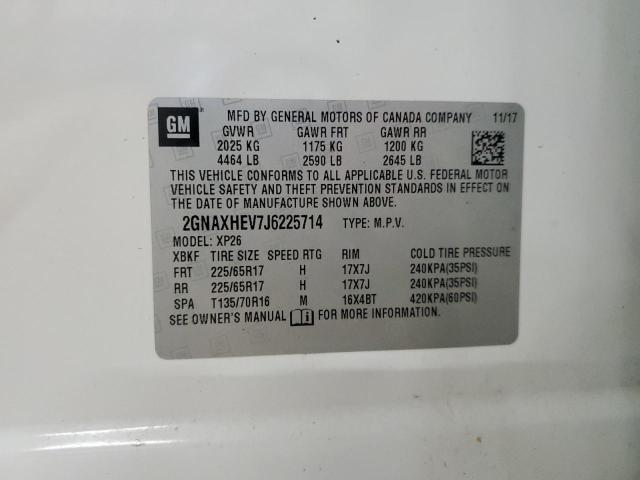 GM
MFD BY GENERAL MOTORS OF CANADA COMPANY 11/17
GVWR GAWR FRT GAWR RR
2025 KG 1175 KG 1200 KG
4464 LB 2590 LB 2645 LB
THIS VEHICLE CONFORMS TO ALL APPLICABLE U.S. FEDERAL MOTOR
VEHICLE SAFETY AND THEFT PREVENTION STANDARDS IN EFFECT ON
THE DATE OF MANUFACTURE SHOWN ABOVE.
2GNAXHEV7J6225714 TYPE: M.P.V.
MODEL: XP26
XBKF TIRE SIZE SPEED RTG RIM COLD TIRE PRESSURE
FRT 225/65R17 H 17X7J 240KPA(35PSI)
RR 225/65R17 H 17X7J 240KPA(35PSI)
SPA T135/70R16 M 16X4BT 420KPA(60PSI)
SEE OWNER'S MANUAL FOR MORE INFORMATION.